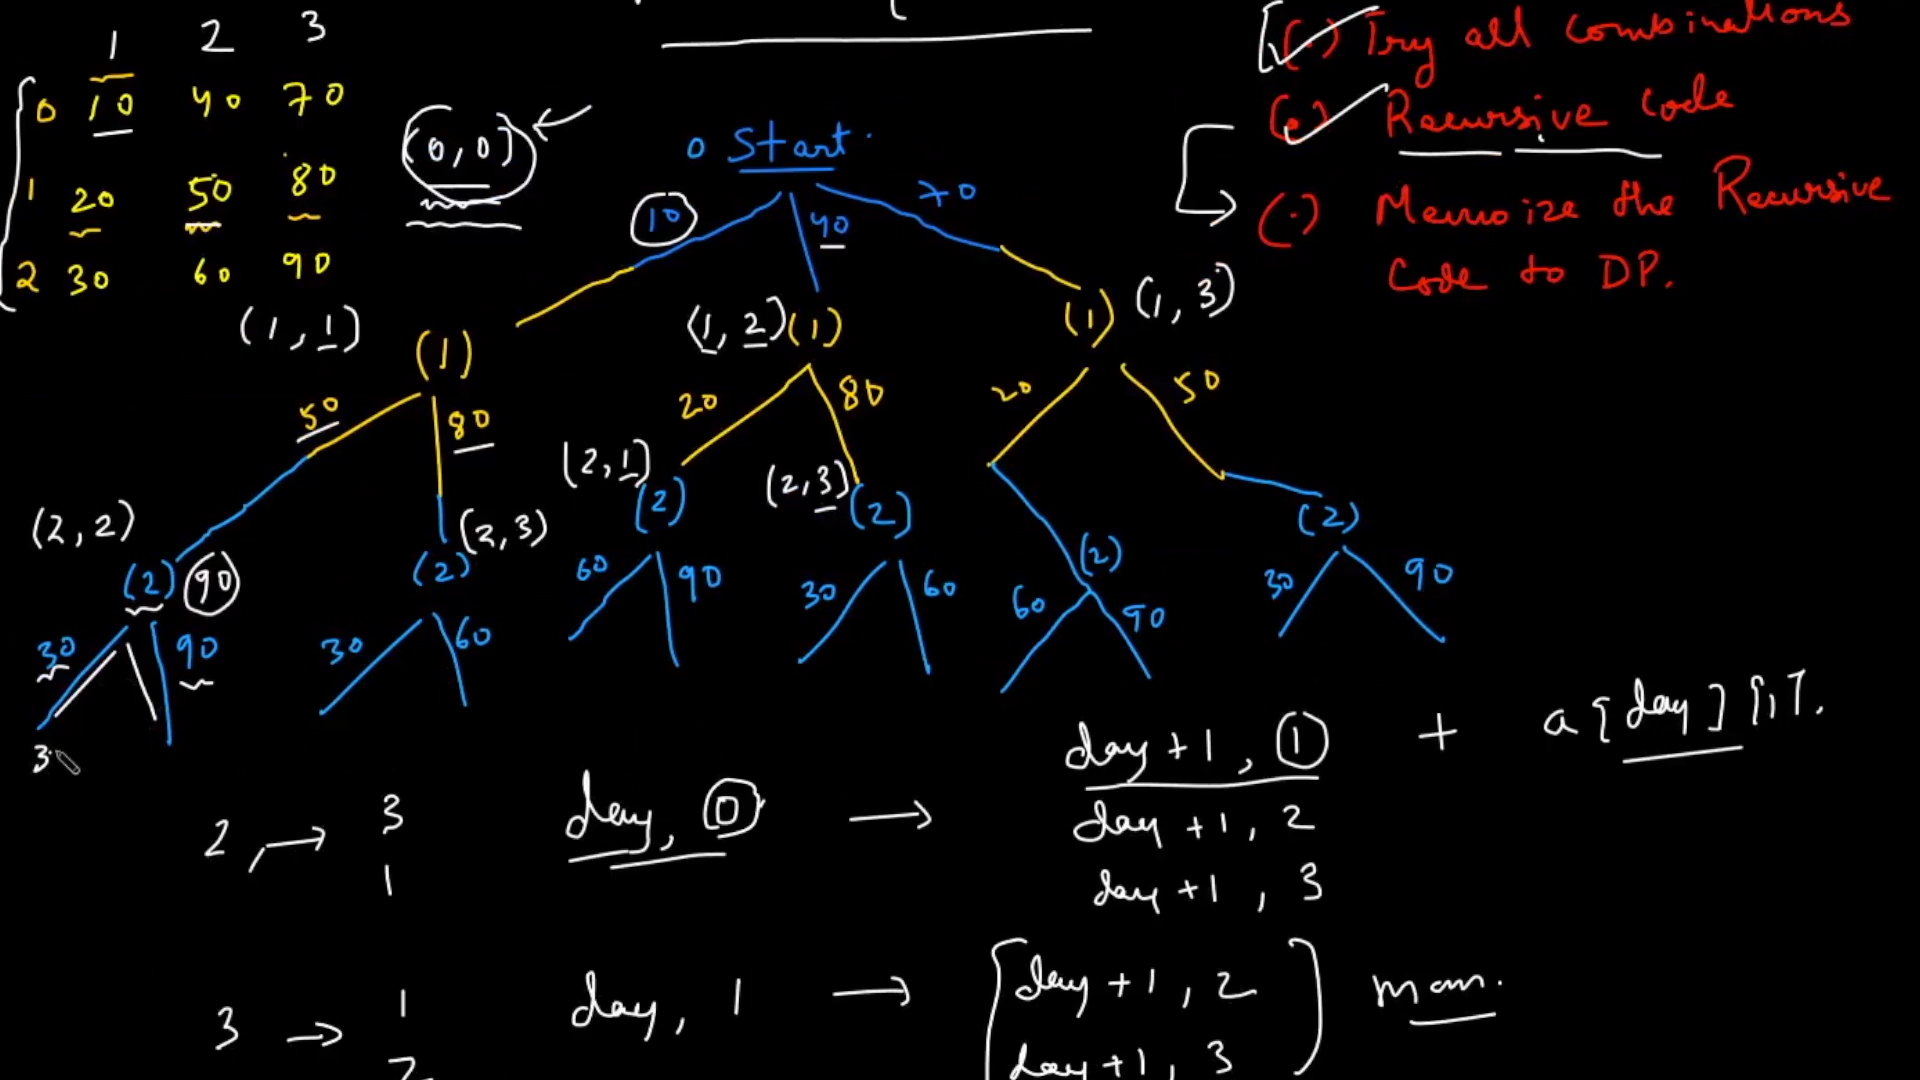 1 2 3
0 10 40 70
1 20 50 80
2 30 60 90
(0,0)
(.) Try all combinations
(.) Recursive code
(.) Memoize the Recursive
Code to DP.
0 Start.
10 40 70
(1, 1) (1)
(1, 2) (1)
(1) (1, 3)
50 80 20 80 20 50
(2, 2) (2) 90
(2, 3) (2)
(2, 1) (2)
(2, 3) (2)
(2)
(2)
30 90 30 60 60 90 30 60 60 90 30 90
3
day+1, 1 + a[day][1].
2, → 3
1
day, 0 →
day+1, 2
day+1, 3
3 → 1
2
day, 1 →
day+1, 2
day+1, 3